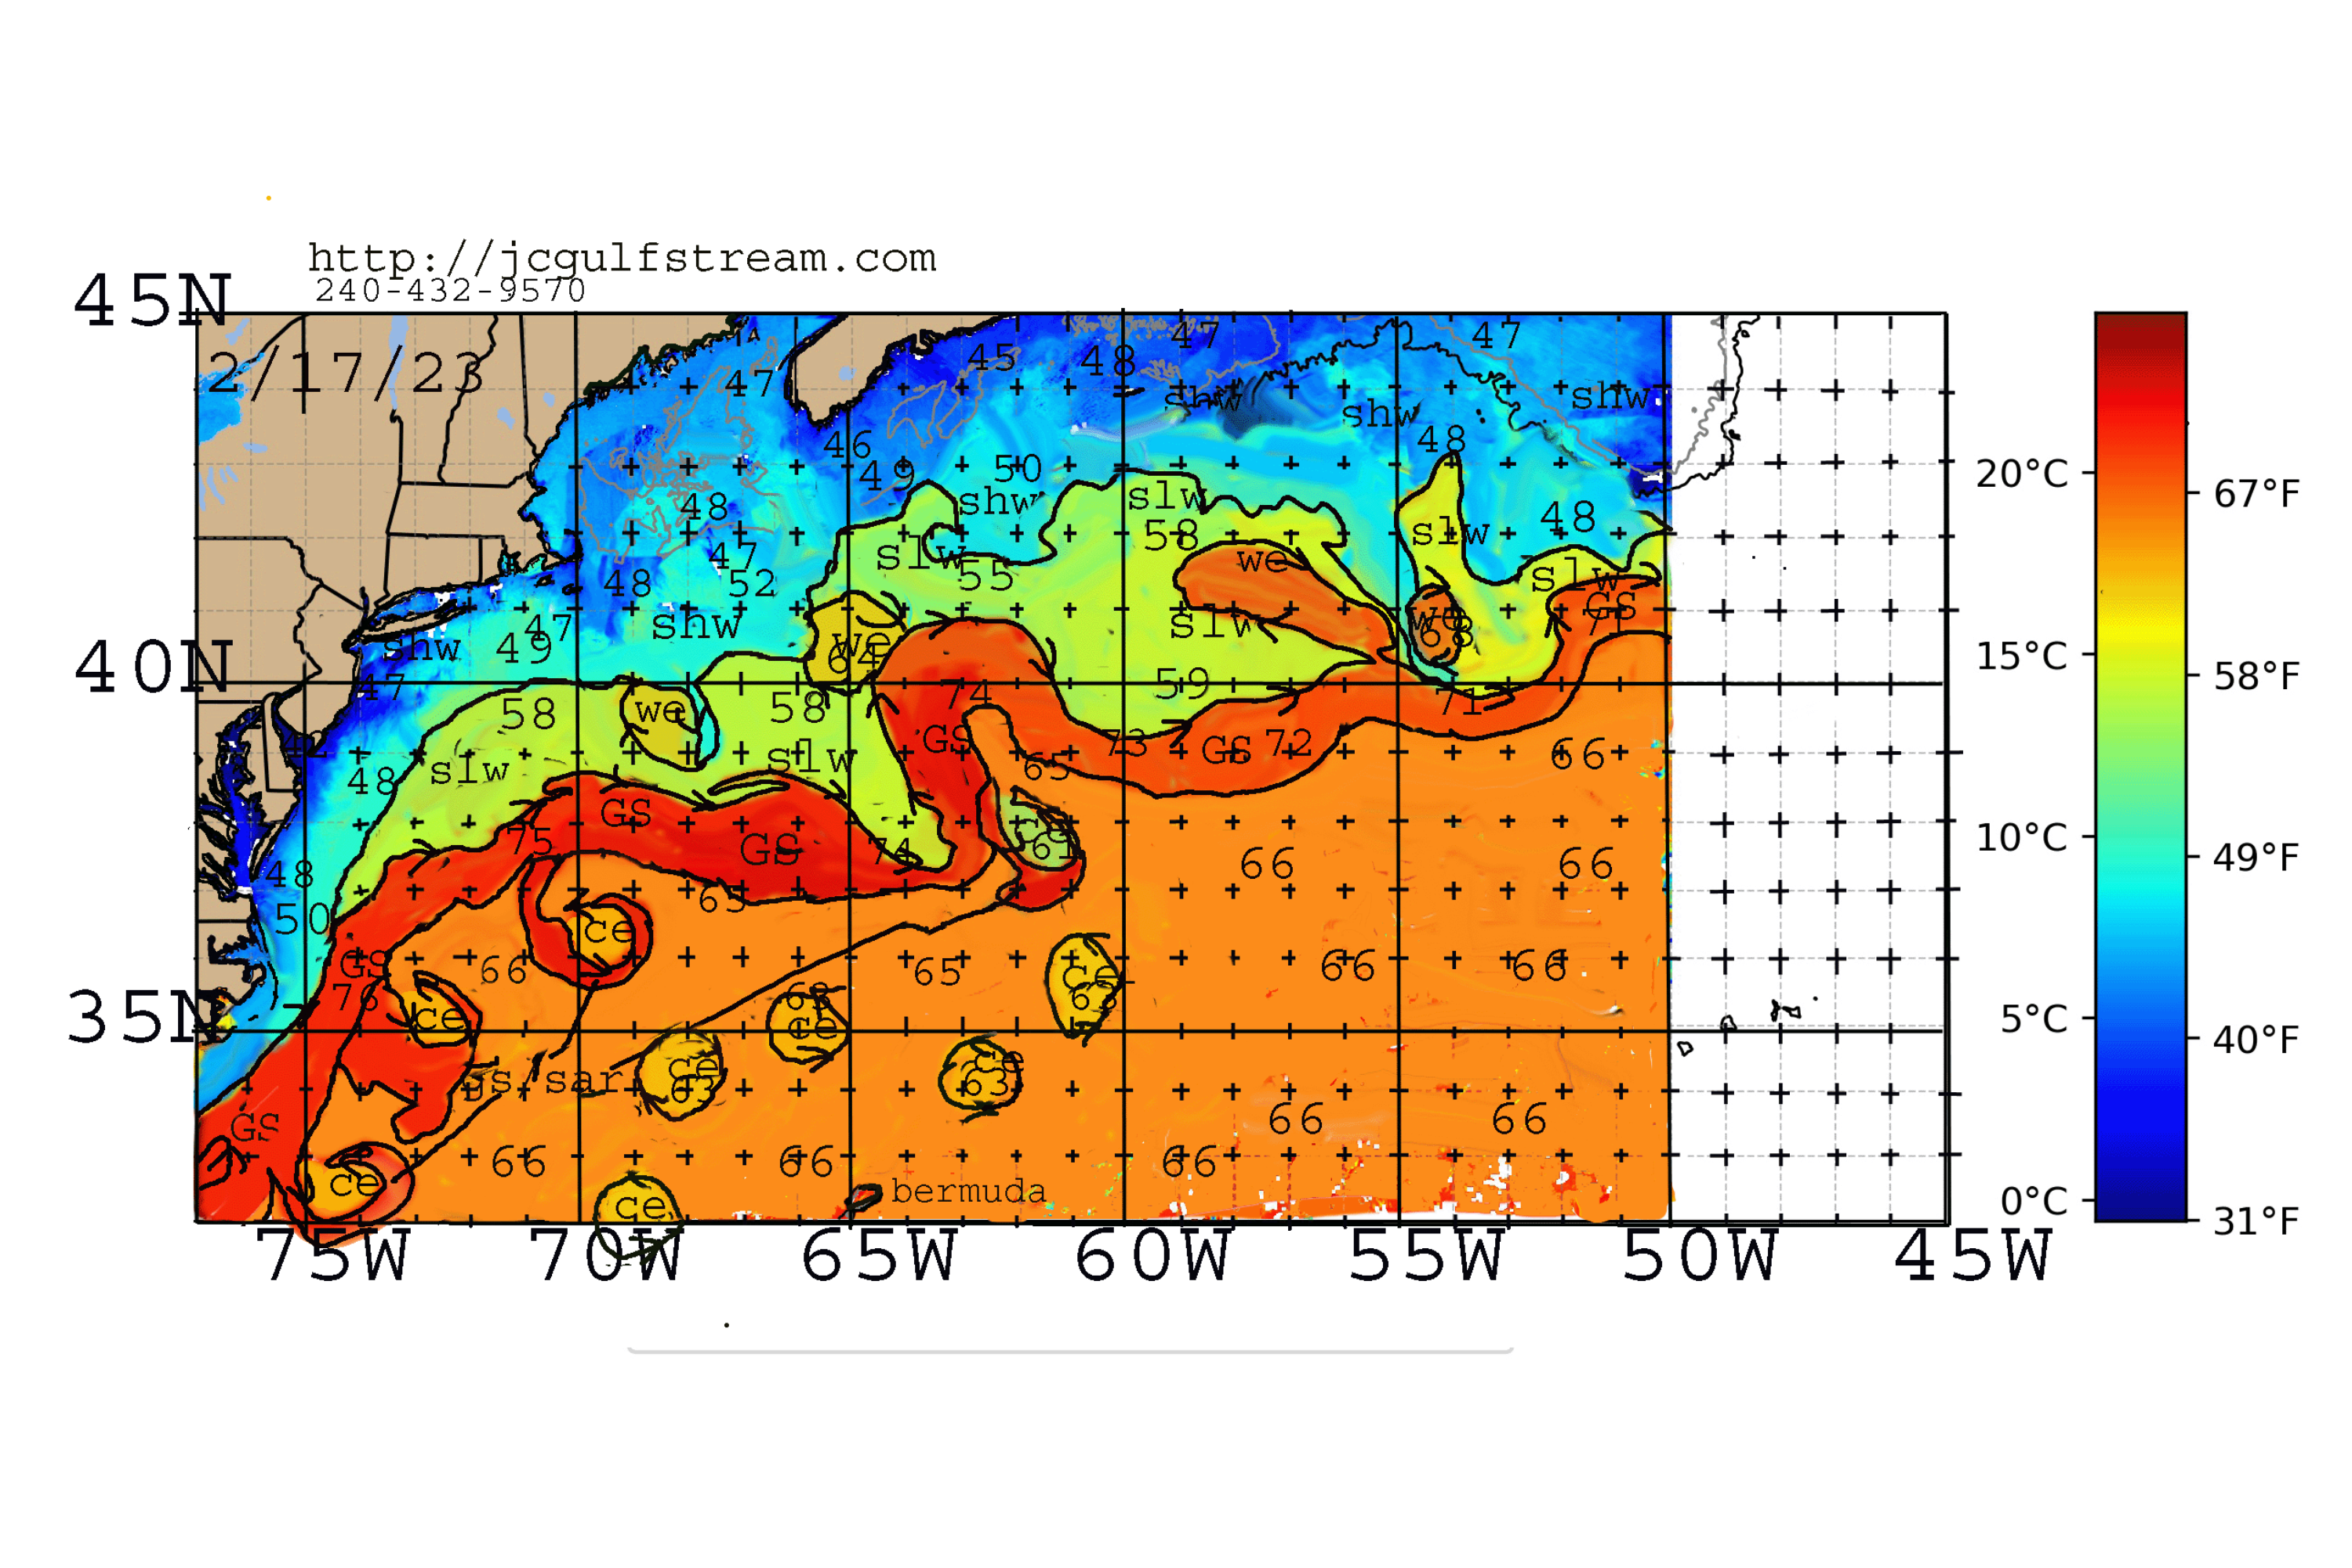 http://jcgulfstream.com
240-432-9570
45N
2/17/23
47
45
48
47
47
shw
shw
shw
48
46
49
50
shw
slw
58
slw
48
48
47
52
slw
55
we
slw
48
shw
47
49
shw
we
64
slw
we
68
GS
71
40N
47
58
we
58
74
59
71
slw
slw
GS
65
73
GS
72
66
42
48
GS
75
GS
74
61
66
66
48
50
ce
65
GS
76
66
65
ce
63
66
66
35N
ce
63
ce
gs/sar
ce
63
ce
63
GS
66
66
66
66
66
ce
ce
bermuda
75W
70W
65W
60W
55W
50W
45W
20°C
67°F
15°C
58°F
10°C
49°F
5°C
40°F
0°C
31°F